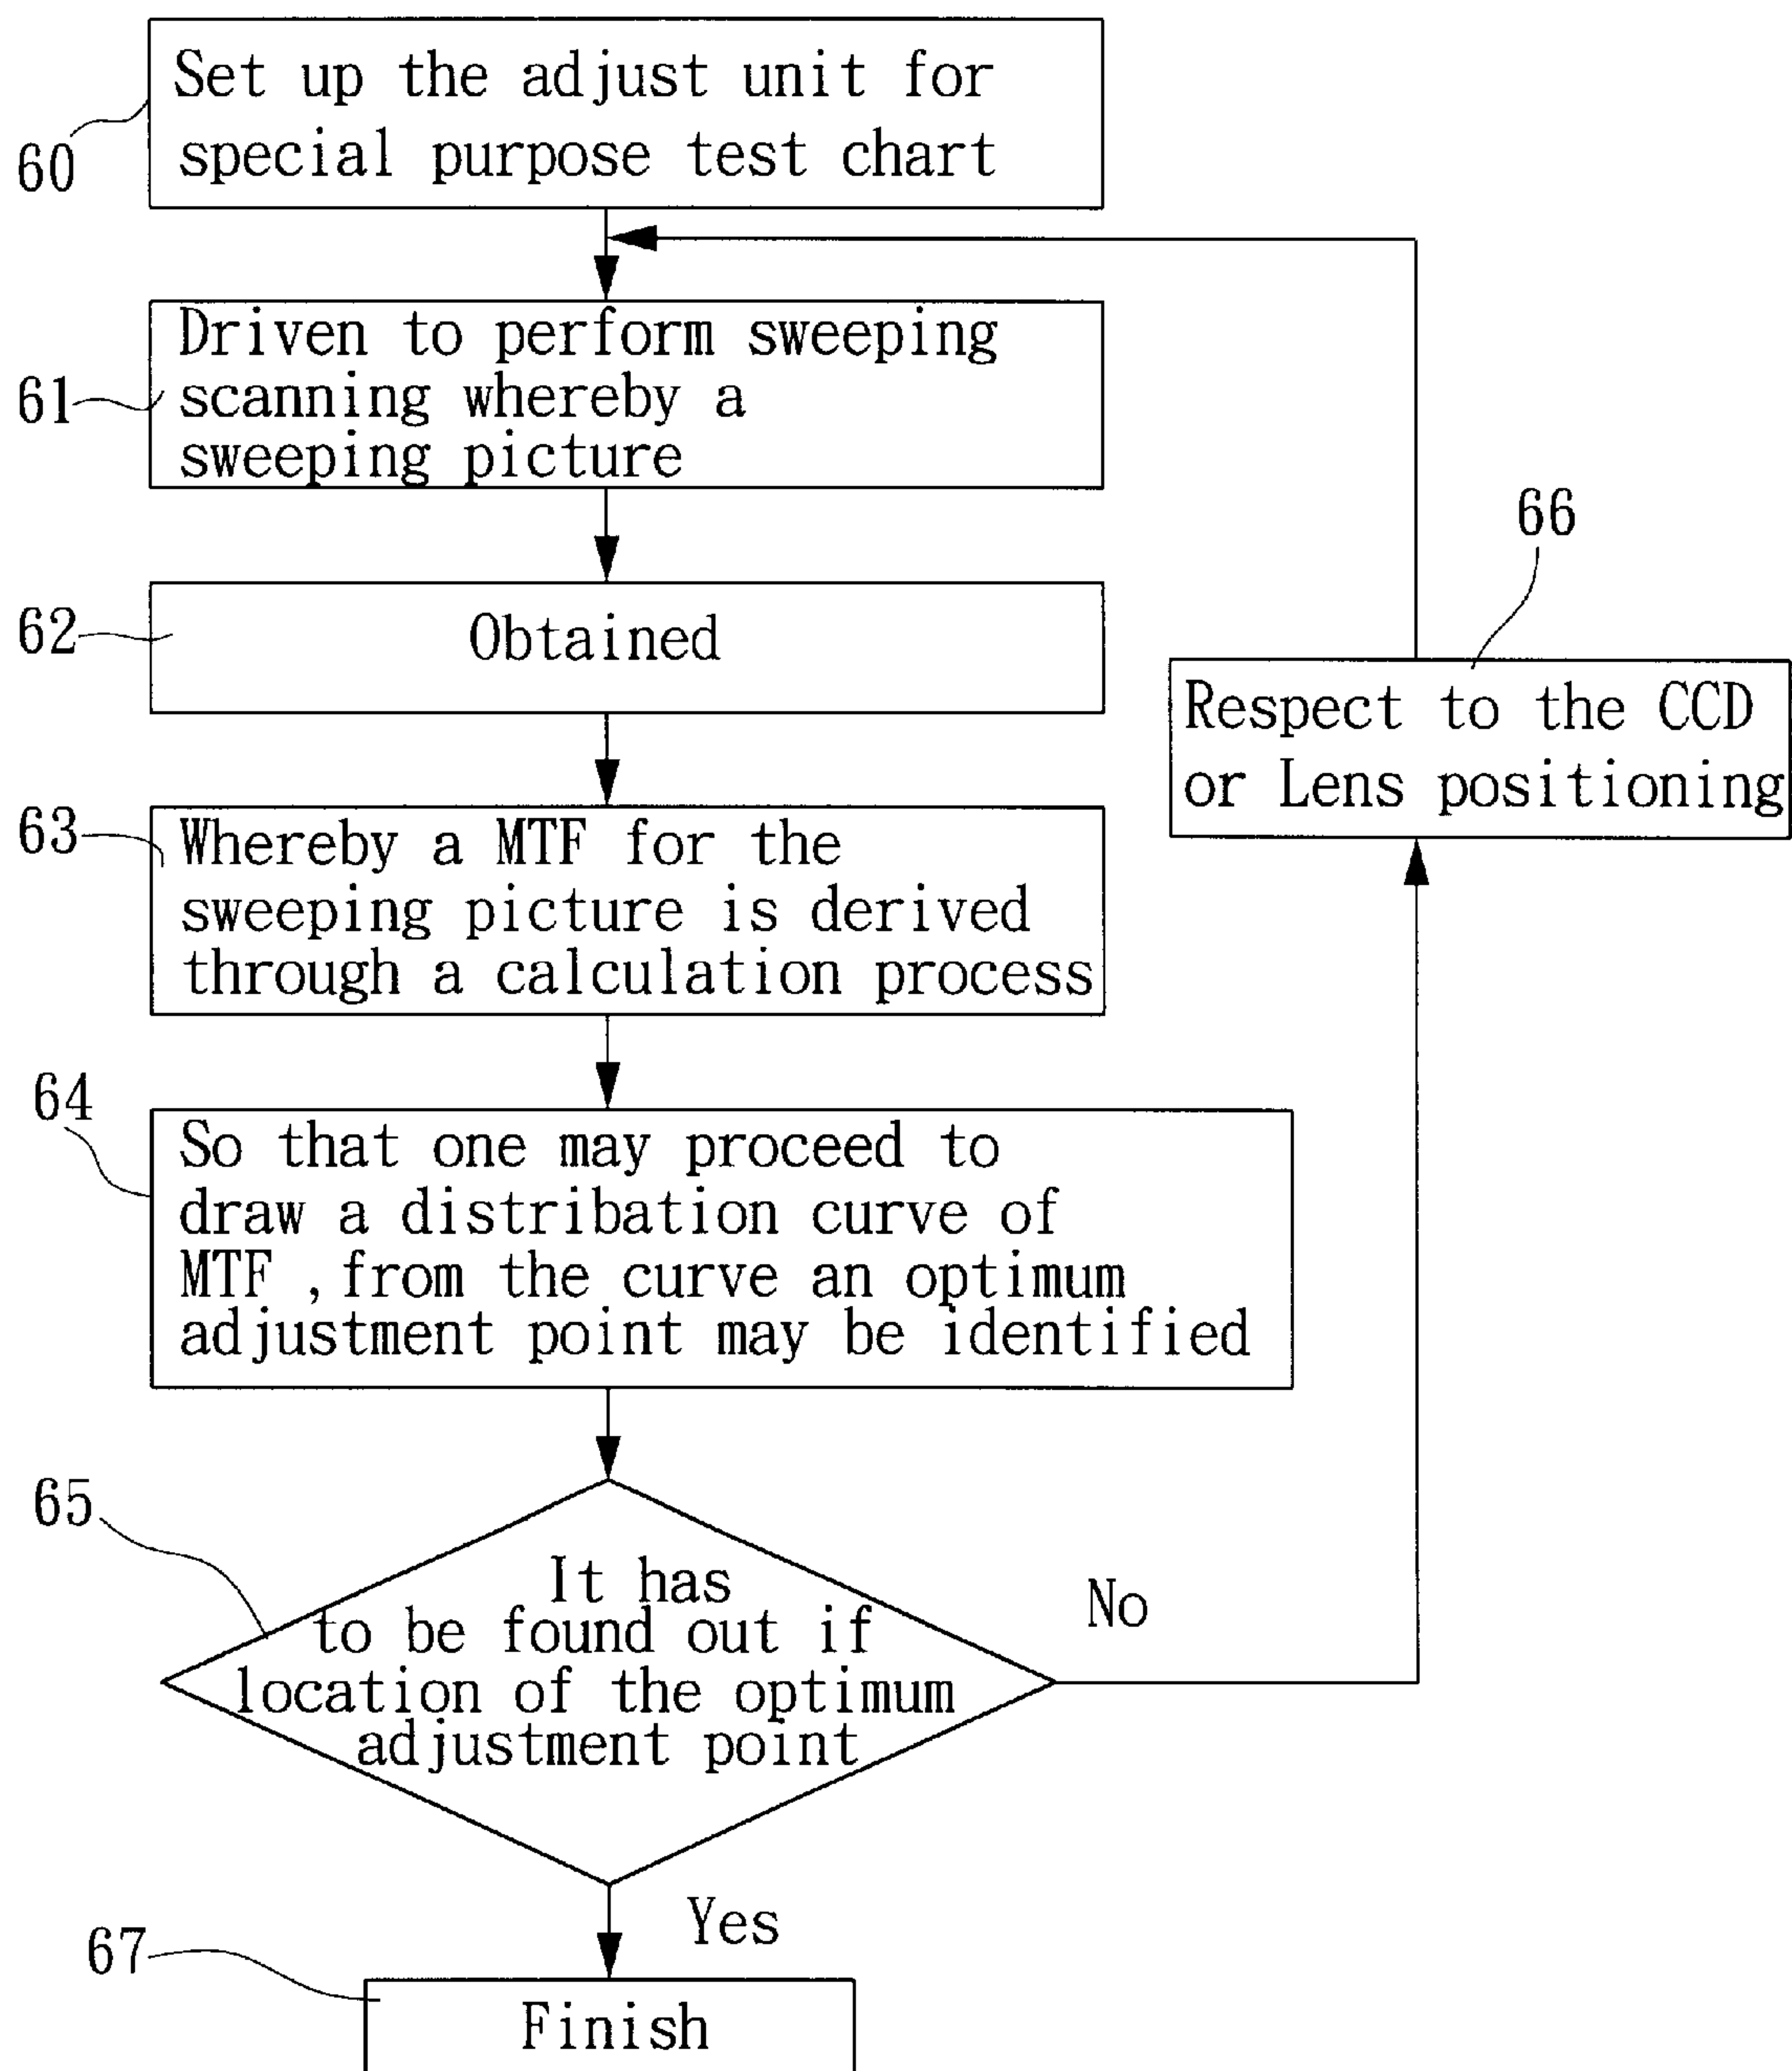 60
Set up the adjust unit for
special purpose test chart
61
Driven to perform sweeping
scanning whereby a
sweeping picture
62
Obtained
63
Whereby a MTF for the
sweeping picture is derived
through a calculation process
64
So that one may proceed to
draw a distribation curve of
MTF ,from the curve an optimum
adjustment point may be identified
65
It has
to be found out if
location of the optimum
adjustment point
No
66
Respect to the CCD
or Lens positioning
Yes
67
Finish